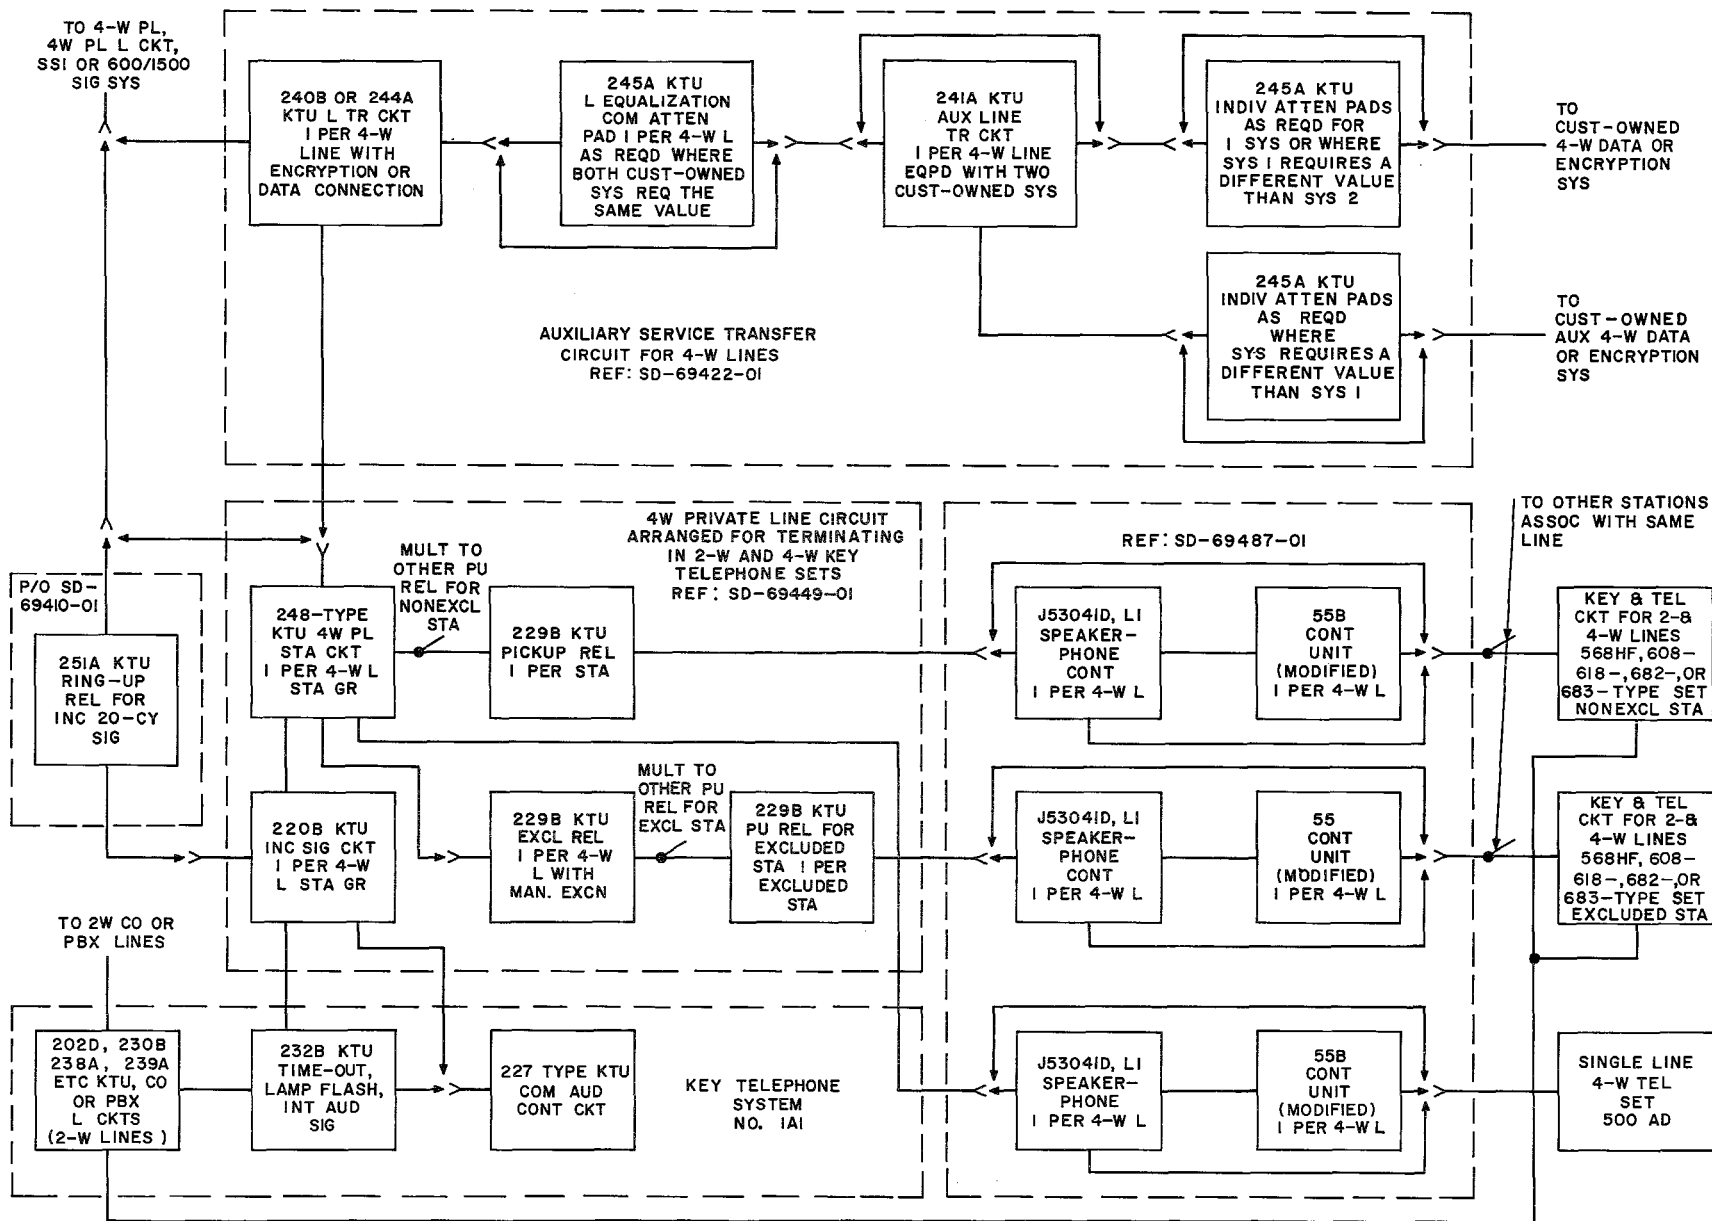 TO 4-W PL,
4W PL L CKT,
SS1 OR 600/1500
SIG SYS
240B OR 244A
KTU L TR CKT
1 PER 4-W
LINE WITH
ENCRYPTION OR
DATA CONNECTION
245A KTU
L EQUALIZATION
COM ATTEN
PAD 1 PER 4-W L
AS REQD WHERE
BOTH CUST-OWNED
SYS REQ THE
SAME VALUE
241A KTU
AUX LINE
TR CKT
1 PER 4-W LINE
EQPD WITH TWO
CUST-OWNED SYS
245A KTU
INDIV ATTEN PADS
AS REQD FOR
1 SYS OR WHERE
SYS 1 REQUIRES A
DIFFERENT VALUE
THAN SYS 2
TO
CUST-OWNED
4-W DATA OR
ENCRYPTION
SYS
AUXILIARY SERVICE TRANSFER
CIRCUIT FOR 4-W LINES
REF: SD-69422-01
245A KTU
INDIV ATTEN PADS
AS REQD
WHERE
SYS REQUIRES A
DIFFERENT VALUE
THAN SYS 1
TO
CUST-OWNED
AUX 4-W DATA
OR ENCRYPTION
SYS
4W PRIVATE LINE CIRCUIT
ARRANGED FOR TERMINATING
IN 2-W AND 4-W KEY
TELEPHONE SETS
REF: SD-69449-01
REF: SD-69487-01
TO OTHER STATIONS
ASSOC WITH SAME
LINE
P/O SD-
69410-01
251A KTU
RING-UP
REL FOR
INC 20-CY
SIG
248-TYPE
KTU 4W PL
STA CKT
1 PER 4-W L
STA GR
MULT TO
OTHER PU
REL FOR
NONEXCL
STA
229B KTU
PICKUP REL
1 PER STA
J53041D, L1
SPEAKER-
PHONE
CONT
1 PER 4-W L
55B
CONT
UNIT
(MODIFIED)
1 PER 4-W L
KEY & TEL
CKT FOR 2-&
4-W LINES
568HF, 608-
618-,682-,OR
683-TYPE SET
NONEXCL STA
220B KTU
INC SIG CKT
1 PER 4-W
L STA GR
229B KTU
EXCL REL
1 PER 4-W
L WITH
MAN. EXCN
MULT TO
OTHER PU
REL FOR
EXCL STA
229B KTU
PU REL FOR
EXCLUDED
STA 1 PER
EXCLUDED
STA
J53041D, L1
SPEAKER-
PHONE
CONT
1 PER 4-W L
55
CONT
UNIT
(MODIFIED)
1 PER 4-W L
KEY & TEL
CKT FOR 2-&
4-W LINES
568HF, 608-
618-,682-,OR
683-TYPE SET
EXCLUDED STA
TO 2W CO OR
PBX LINES
202D, 230B
238A, 239A
ETC KTU, CO
OR PBX
L CKTS
(2-W LINES )
232B KTU
TIME-OUT,
LAMP FLASH,
INT AUD
SIG
227 TYPE KTU
COM AUD
CONT CKT
KEY TELEPHONE
SYSTEM
NO. 1A1
J53041D, L1
SPEAKER-
PHONE
1 PER 4-W L
55B
CONT
UNIT
(MODIFIED)
1 PER 4-W L
SINGLE LINE
4-W TEL
SET
500 AD